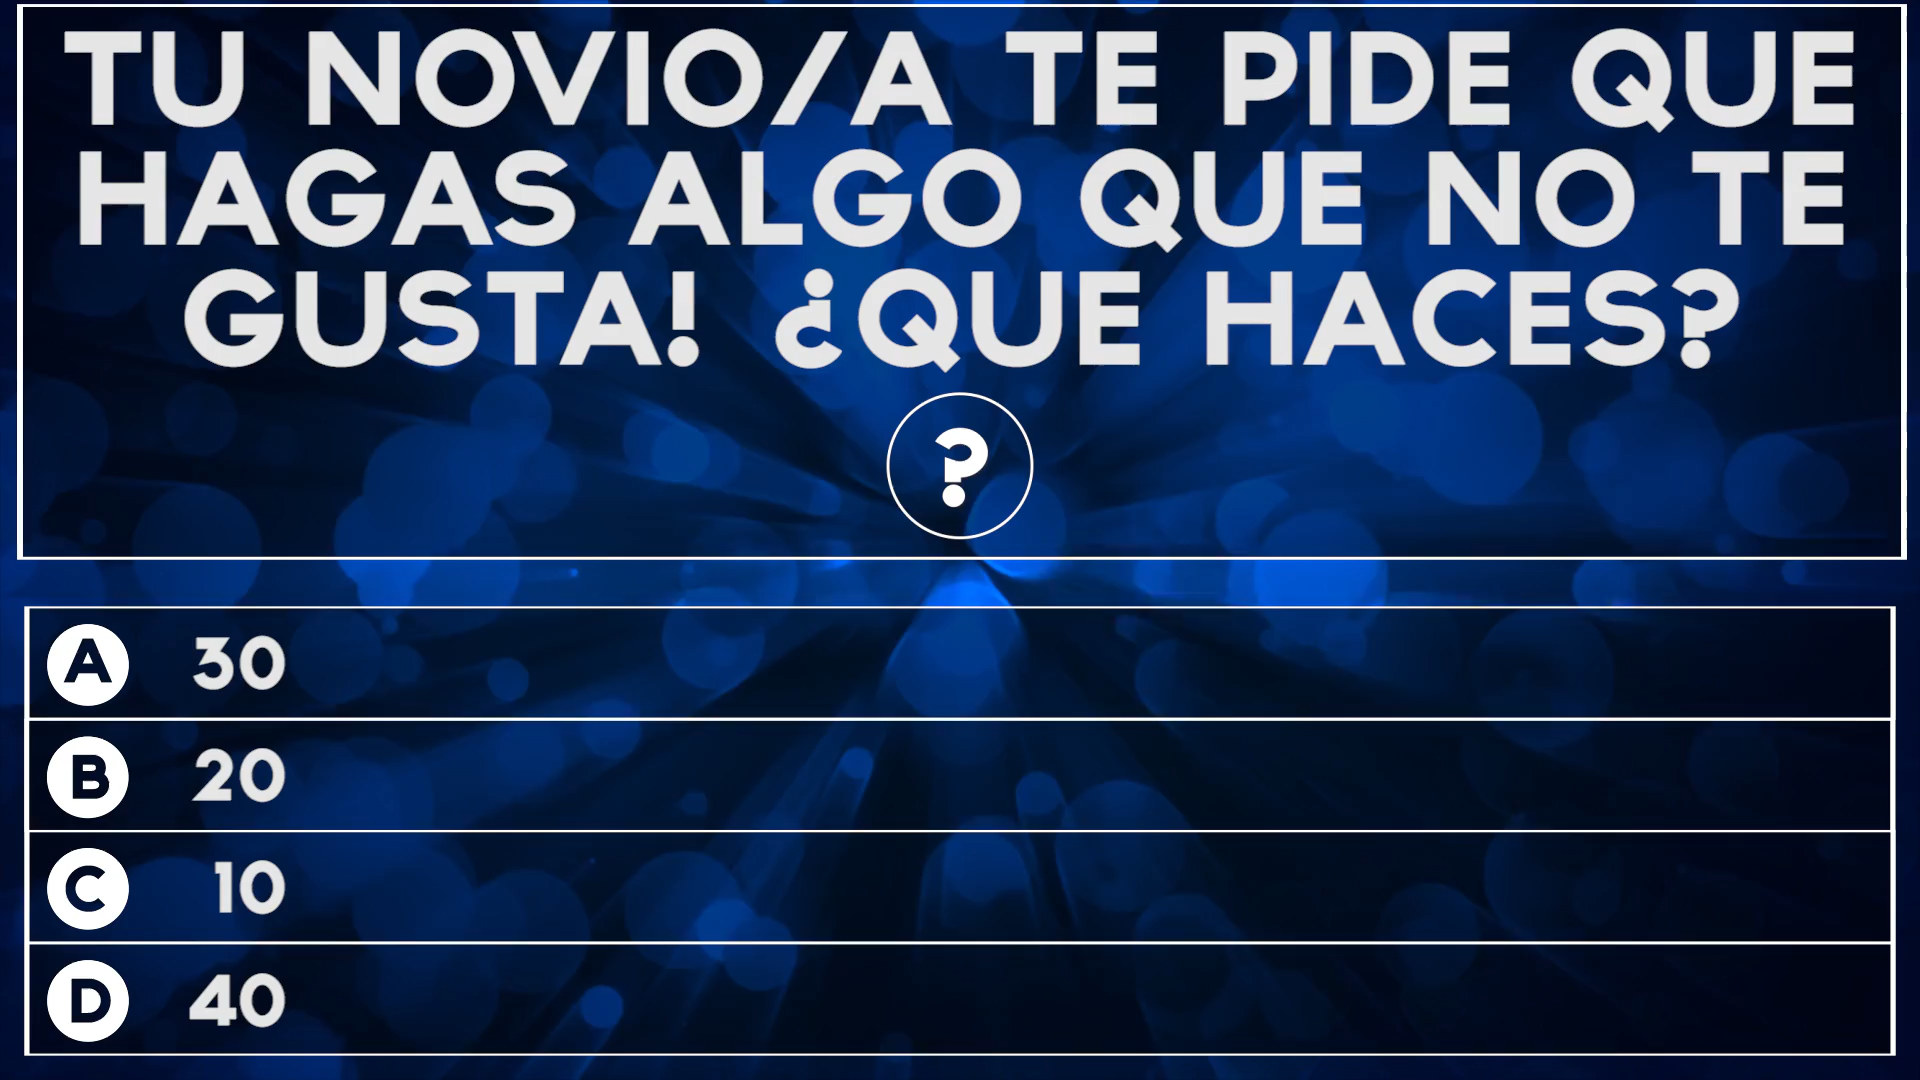 TU NOVIO/A TE PIDE QUE
HAGAS ALGO QUE NO TE
GUSTA! ¿QUE HACES?
?
A 30
B 20
C 10
D 40